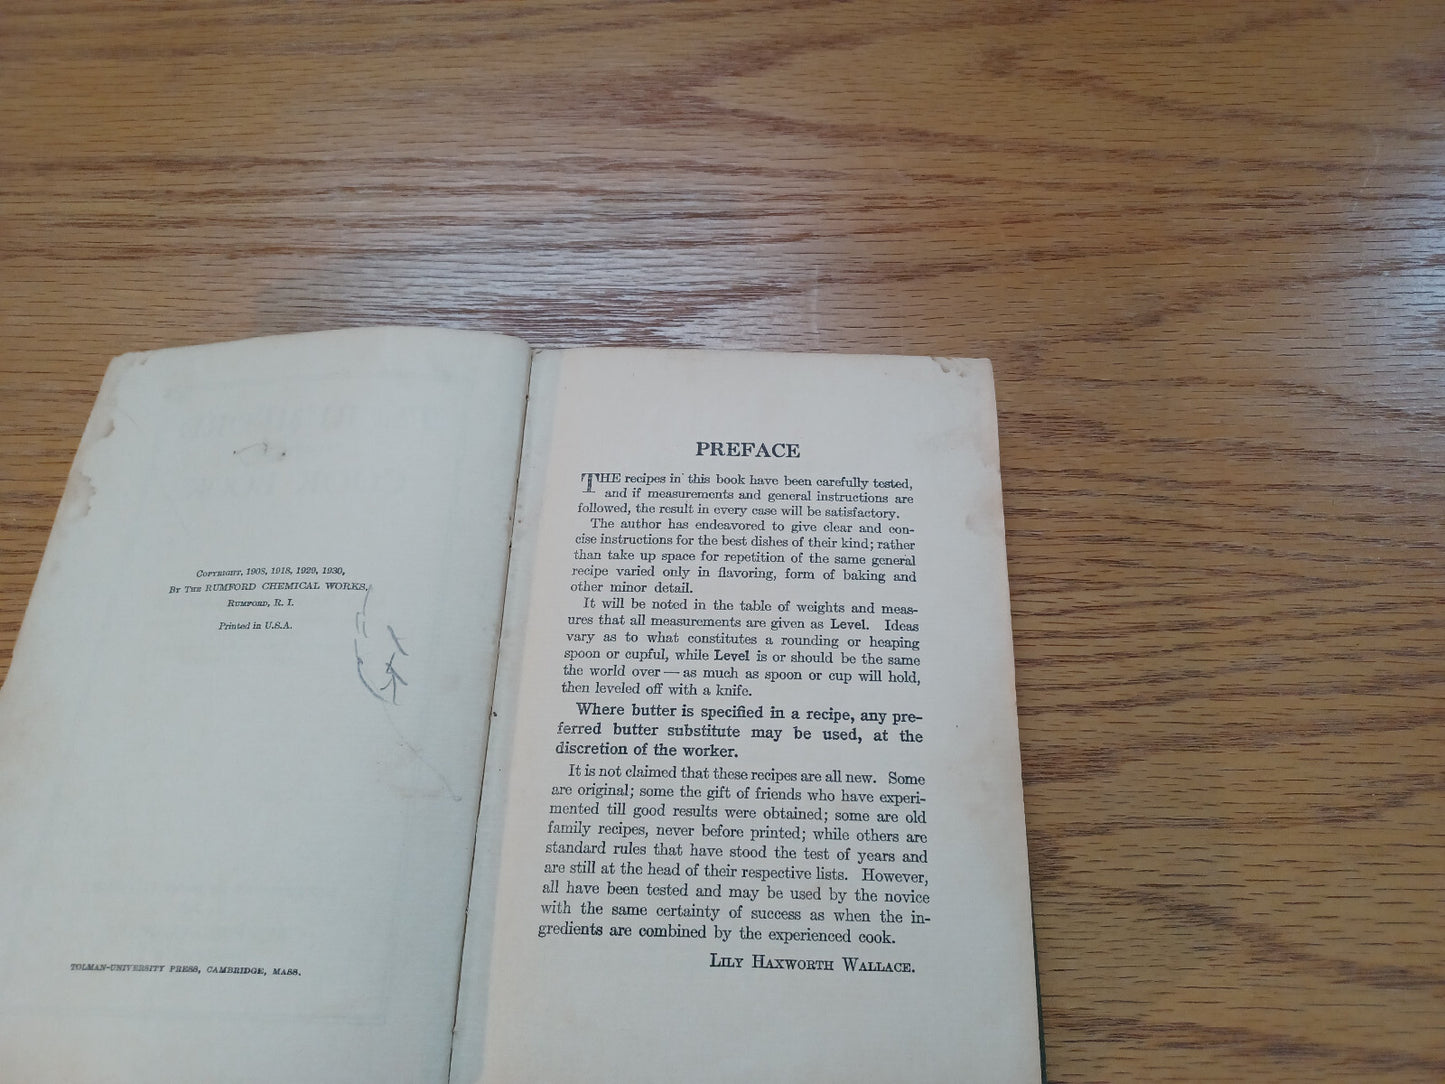 COPYRIGHT, 1908, 1918, 1929, 1930,
BY THE RUMFORD CHEMICAL WORKS,
RUMFORD, R. I.
Printed in U.S.A.
TOLMAN-UNIVERSITY PRESS, CAMBRIDGE, MASS.
PREFACE
THE recipes in this book have been carefully tested,
and if measurements and general instructions are
followed, the result in every case will be satisfactory.
The author has endeavored to give clear and con-
cise instructions for the best dishes of their kind; rather
than take up space for repetition of the same general
recipe varied only in flavoring, form of baking and
other minor detail.
It will be noted in the table of weights and meas-
ures that all measurements are given as Level. Ideas
vary as to what constitutes a rounding or heaping
spoon or cupful, while Level is or should be the same
the world over — as much as spoon or cup will hold,
then leveled off with a knife.
Where butter is specified in a recipe, any pre-
ferred butter substitute may be used, at the
discretion of the worker.
It is not claimed that these recipes are all new. Some
are original; some the gift of friends who have experi-
mented till good results were obtained; some are old
family recipes, never before printed; while others are
standard rules that have stood the test of years and
are still at the head of their respective lists. However,
all have been tested and may be used by the novice
with the same certainty of success as when the in-
gredients are combined by the experienced cook.
LILY HAXWORTH WALLACE.